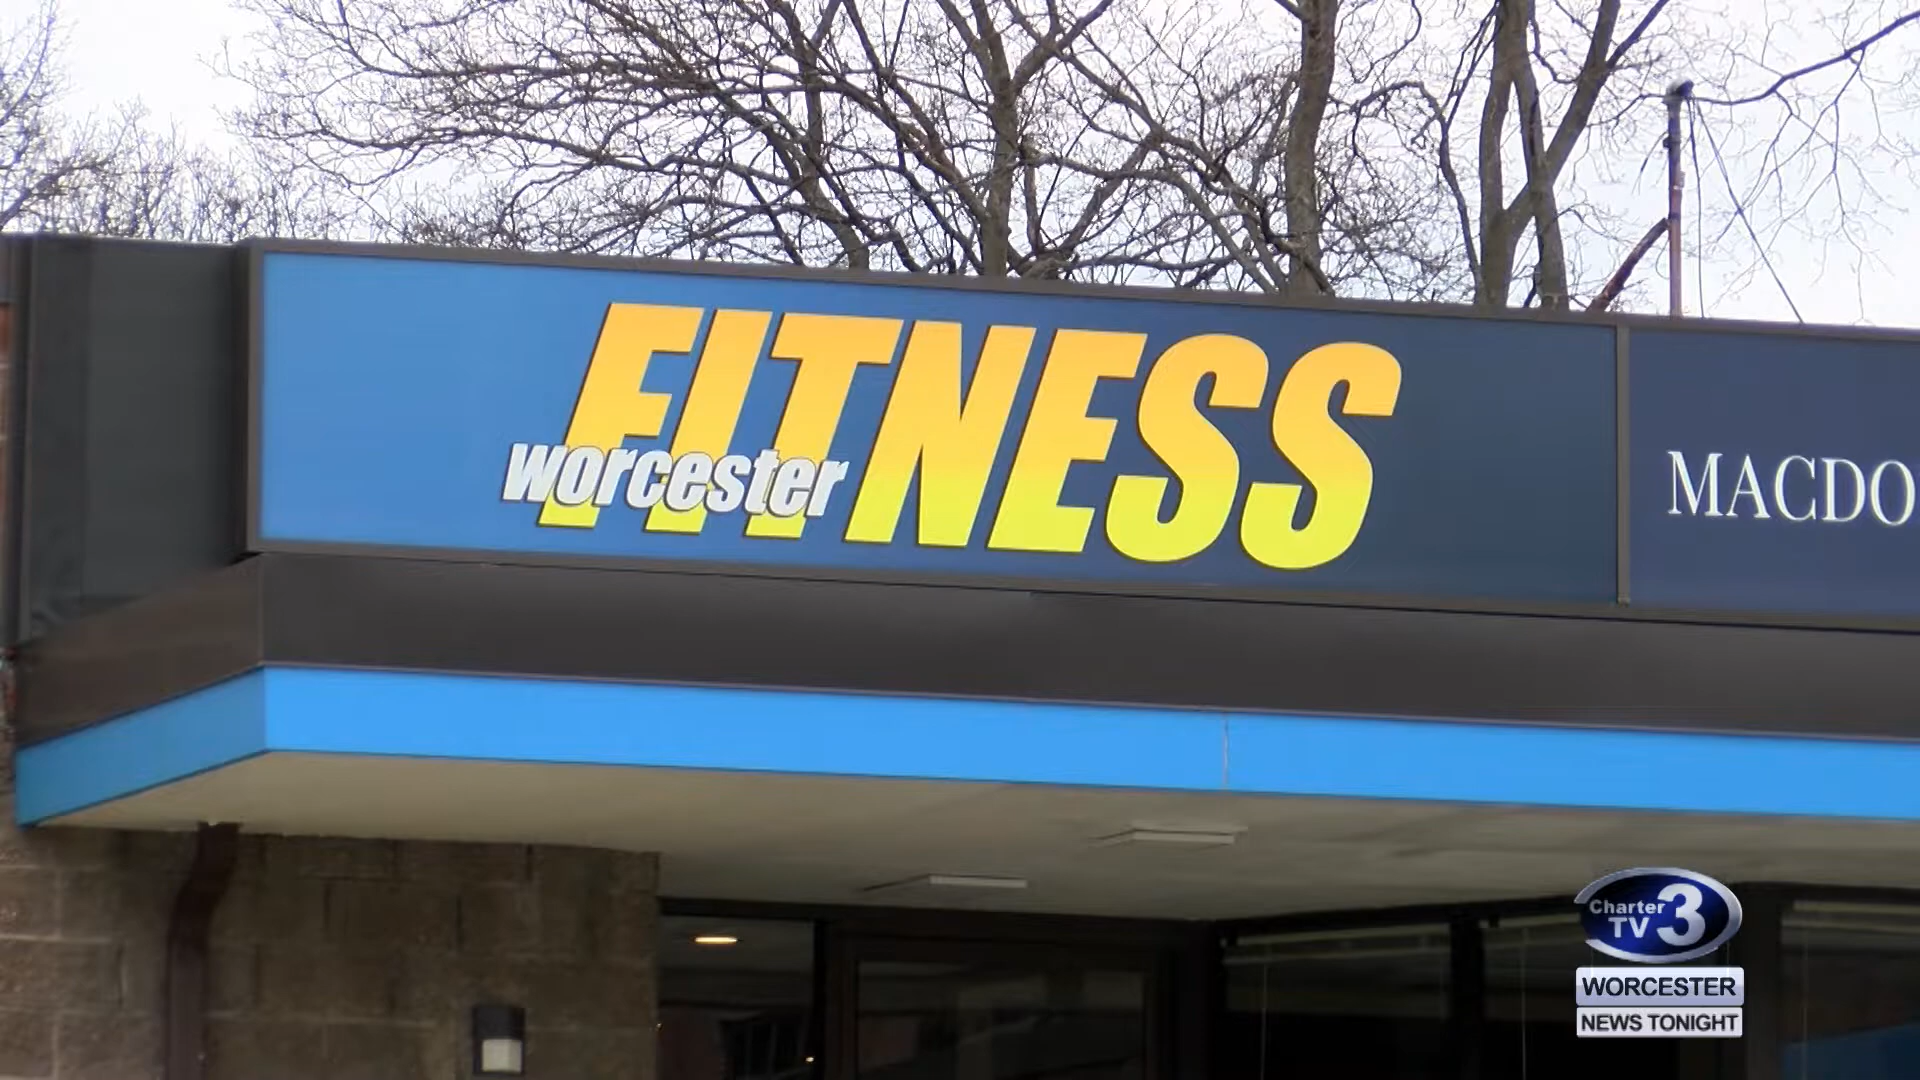 FITNESS
worcester
MACDO
Charter
TV 3
WORCESTER
NEWS TONIGHT